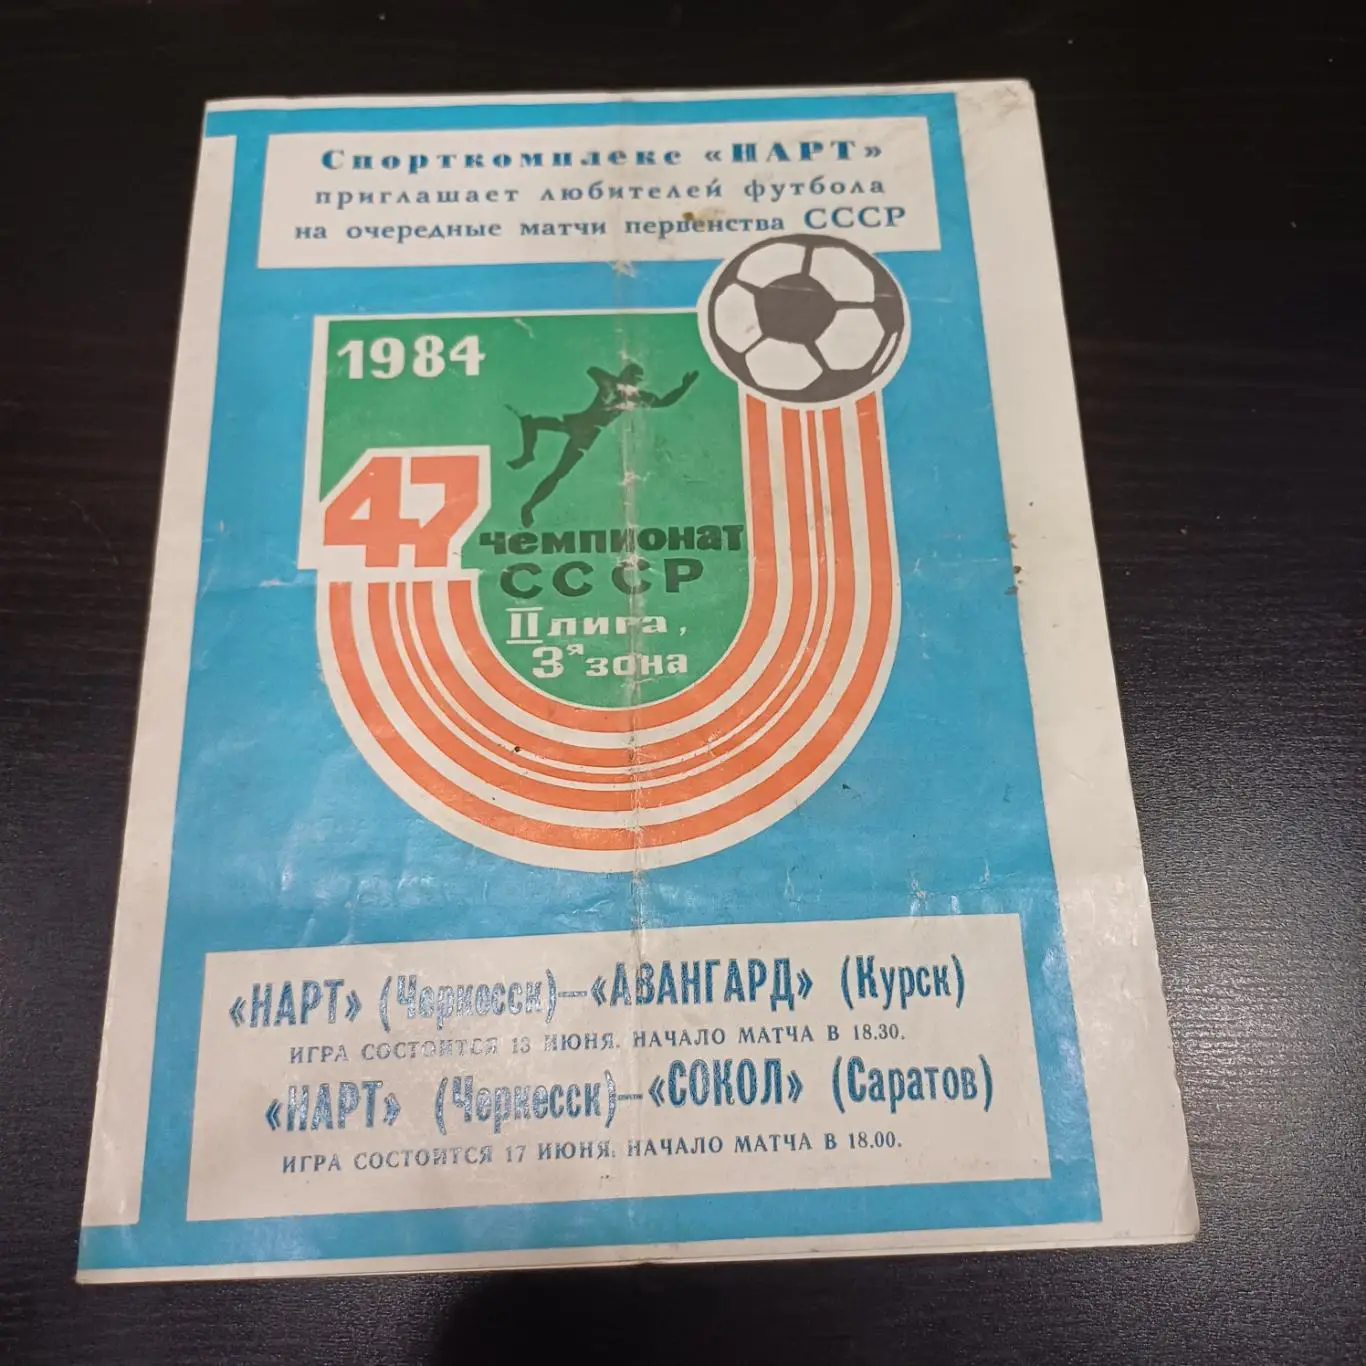 Спорткомплекс «НАРТ»
приглашает любителей футбола
на очередные матчи первенства СССР
1984
47
чемпионат
СССР
II лига,
3я зона
«НАРТ» (Черкесск)—«АВАНГАРД» (Курск)
ИГРА СОСТОИТСЯ 13 ИЮНЯ. НАЧАЛО МАТЧА В 18.30.
«НАРТ» (Черкесск)—«СОКОЛ» (Саратов)
ИГРА СОСТОИТСЯ 17 ИЮНЯ. НАЧАЛО МАТЧА В 18.00.